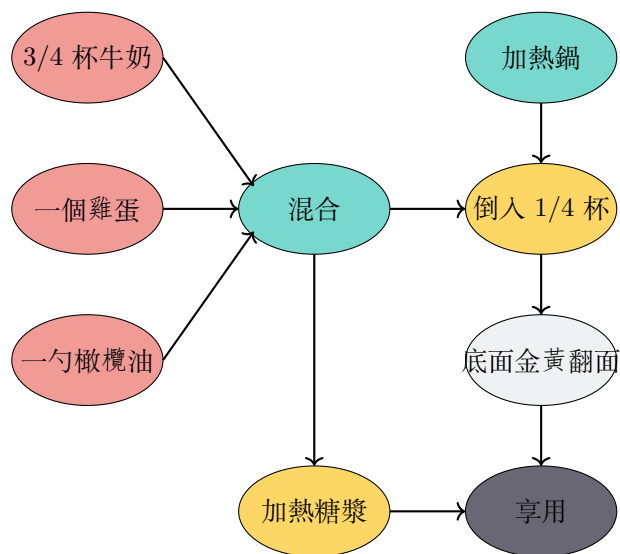 3/4 杯牛奶
加熱鍋
一個雞蛋
混合
倒入 1/4 杯
一勺橄欖油
底面金黃翻面
加熱糖漿
享用